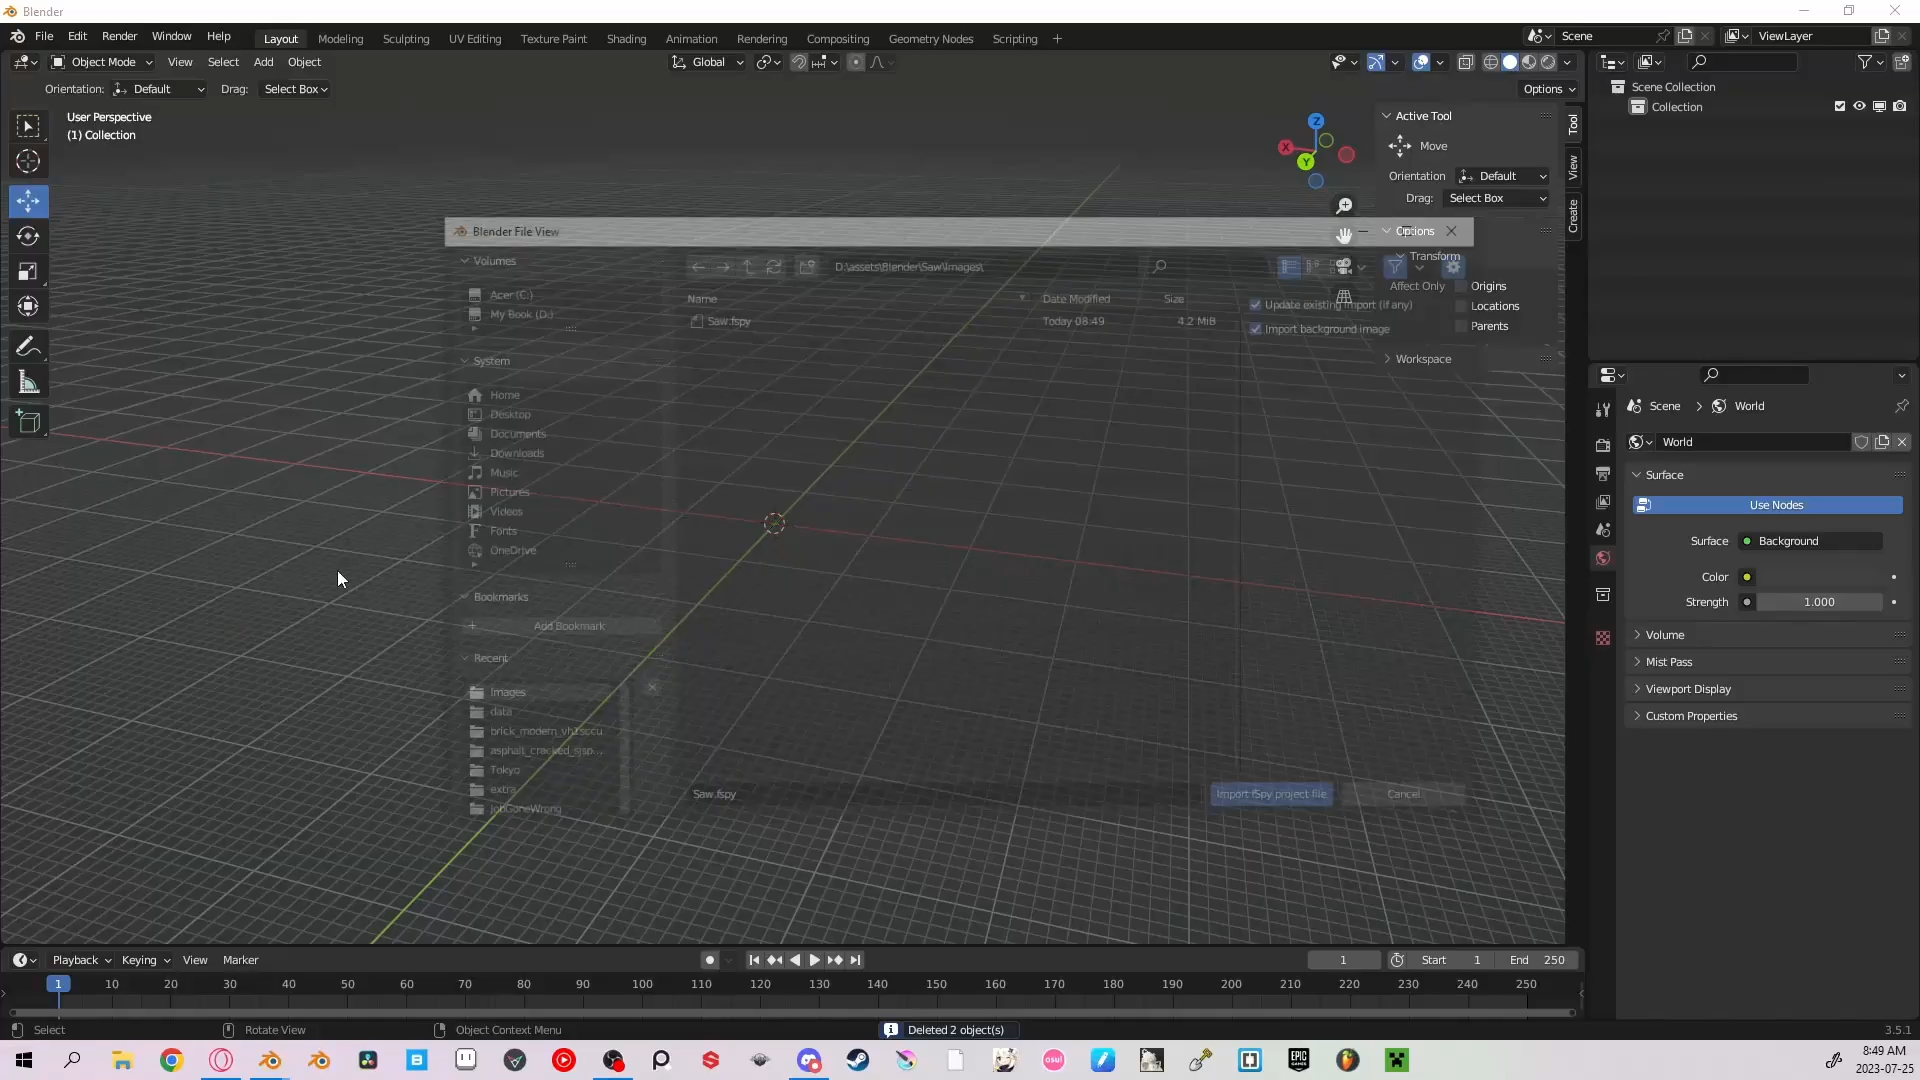 Blender
File Edit Render Window Help
Layout Modeling Sculpting UV Editing Texture Paint Shading Animation Rendering Compositing Geometry Nodes Scripting +
Scene
ViewLayer
Object Mode View Select Add Object
Global
Orientation: Default Drag: Select Box
Options
User Perspective
(1) Collection
Z
X
Y
Active Tool
Move
Orientation Default
Drag: Select Box
Options
Transform
Affect Only Origins
Locations
Parents
Workspace
Tool
View
Create
Blender File View
Volumes
Acer (C:)
My Book (D:)
System
Home
Desktop
Documents
Downloads
Music
Pictures
Videos
Fonts
OneDrive
Bookmarks
Add Bookmark
Recent
Images
data
brick_modern_vh1sccu
asphalt_cracked_sjsp...
Tokyo
extra
JobGoneWrong
D:\assets\Blender\Saw\Images\
Name Date Modified Size
Saw.fspy Today 08:49 4.2 MiB
Update existing import (if any)
Import background image
Saw.fspy
Import fSpy project file Cancel
Scene Collection
Collection
Scene > World
World
Surface
Use Nodes
Surface Background
Color
Strength 1.000
Volume
Mist Pass
Viewport Display
Custom Properties
Playback Keying View Marker
1 Start 1 End 250
1 10 20 30 40 50 60 70 80 90 100 110 120 130 140 150 160 170 180 190 200 210 220 230 240 250
Select Rotate View Object Context Menu
Deleted 2 object(s)
3.5.1
osu!
EPIC GAMES
8:49 AM
2023-07-25